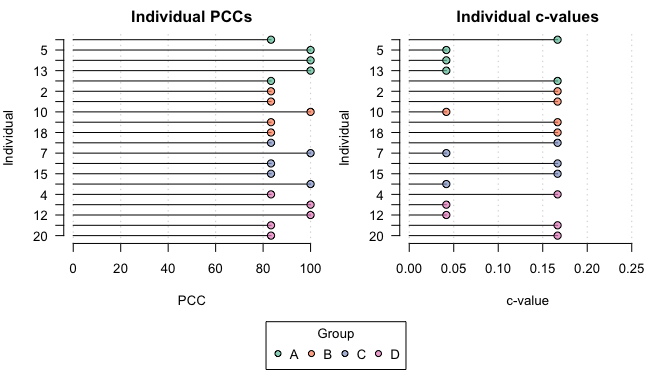 Individual PCCs
Individual c-values
Individual
5
13
2
10
18
7
15
4
12
20
0 20 40 60 80 100
PCC
Individual
5
13
2
10
18
7
15
4
12
20
0.00 0.05 0.10 0.15 0.20 0.25
c-value
Group
A B C D